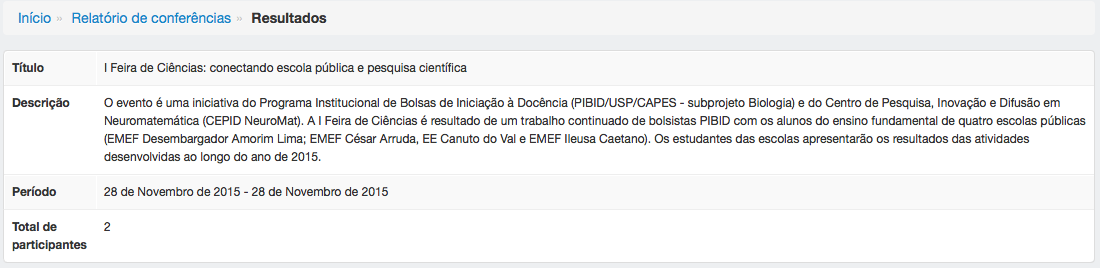 Início » Relatório de conferências » Resultados
Título I Feira de Ciências: conectando escola pública e pesquisa científica
Descrição O evento é uma iniciativa do Programa Institucional de Bolsas de Iniciação à Docência (PIBID/USP/CAPES - subprojeto Biologia) e do Centro de Pesquisa, Inovação e Difusão em
Neuromatemática (CEPID NeuroMat). A I Feira de Ciências é resultado de um trabalho continuado de bolsistas PIBID com os alunos do ensino fundamental de quatro escolas públicas
(EMEF Desembargador Amorim Lima; EMEF César Arruda, EE Canuto do Val e EMEF Ileusa Caetano). Os estudantes das escolas apresentarão os resultados das atividades
desenvolvidas ao longo do ano de 2015.
Período 28 de Novembro de 2015 - 28 de Novembro de 2015
Total de 2
participantes